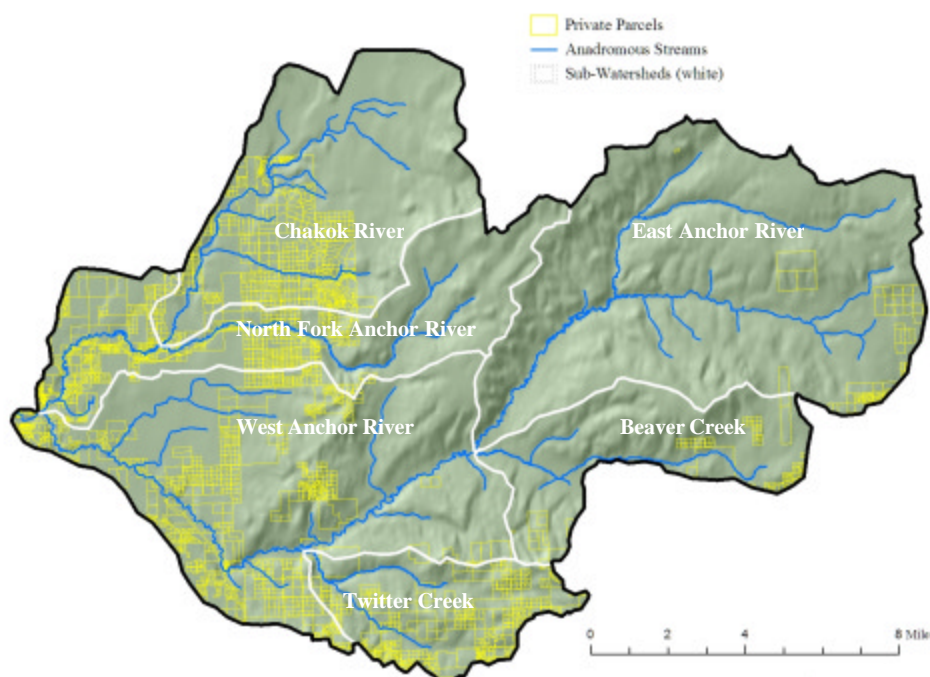 Private Parcels
Anadromous Streams
Sub-Watersheds (white)
Chakok River
East Anchor River
North Fork Anchor River
West Anchor River
Beaver Creek
Twitter Creek
0 2 4 8 Mile